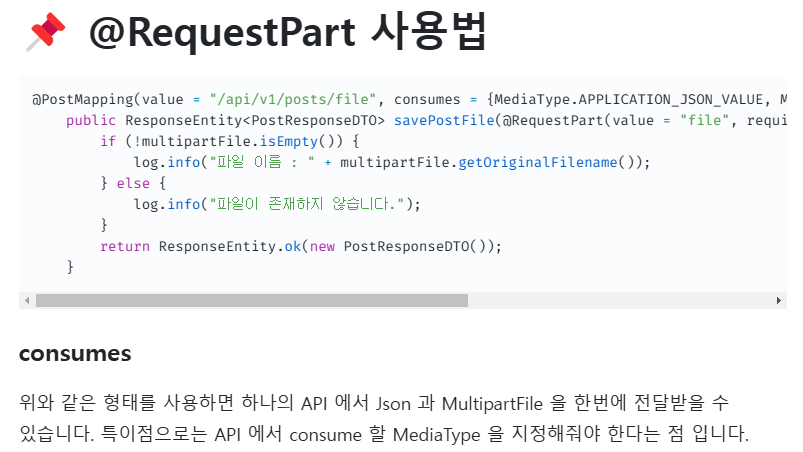 @RequestPart 사용법
@PostMapping(value = "/api/v1/posts/file", consumes = {MediaType.APPLICATION_JSON_VALUE, M
public ResponseEntity<PostResponseDTO> savePostFile(@RequestPart(value = "file", requi
if (!multipartFile.isEmpty()) {
log.info("파일 이름 : " + multipartFile.getOriginalFilename());
} else {
log.info("파일이 존재하지 않습니다.");
}
return ResponseEntity.ok(new PostResponseDTO());
}
consumes
위와 같은 형태를 사용하면 하나의 API 에서 Json 과 MultipartFile 을 한번에 전달받을 수
있습니다. 특이점으로는 API 에서 consume 할 MediaType 을 지정해줘야 한다는 점 입니다.